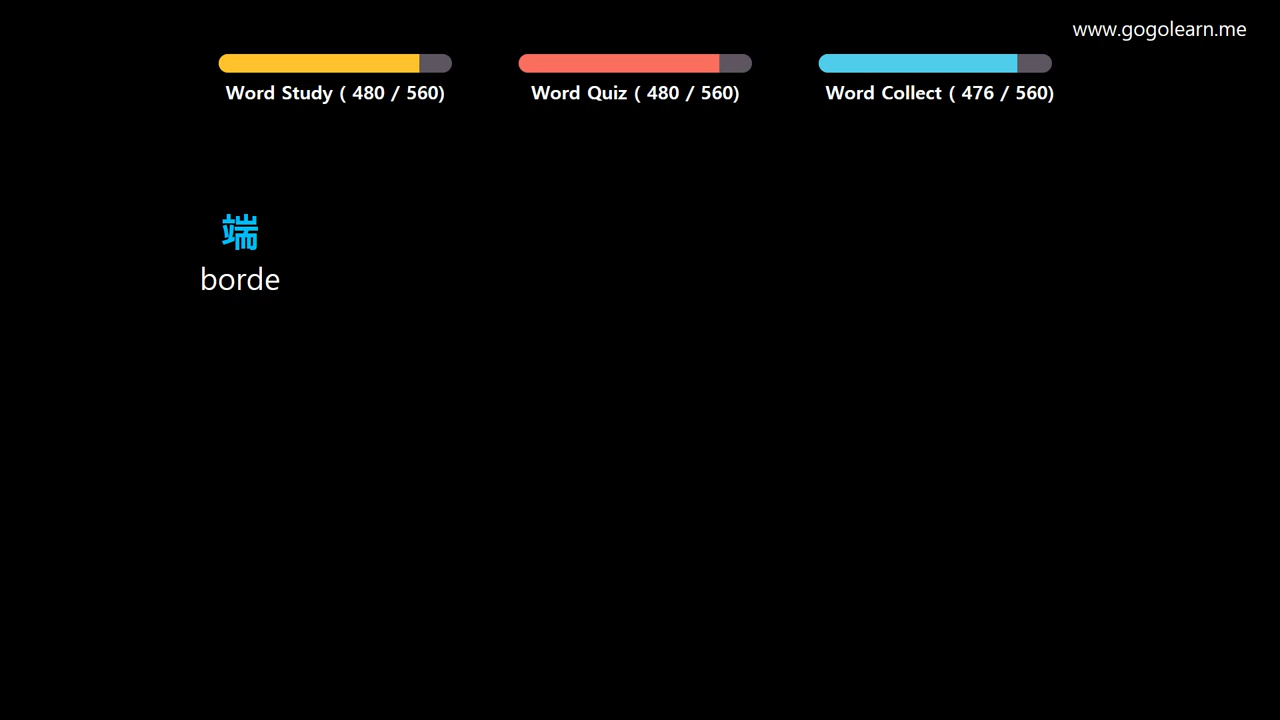 www.gogolearn.me
Word Study ( 480 / 560)
Word Quiz ( 480 / 560)
Word Collect ( 476 / 560)
端
borde